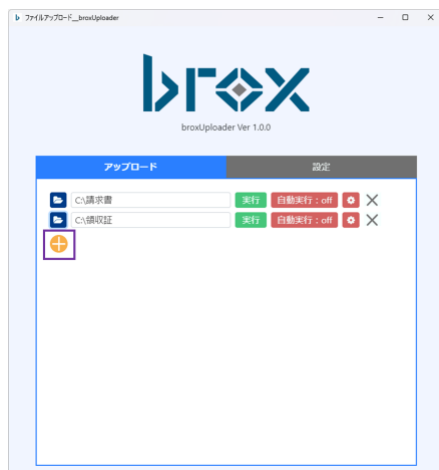 ファイルアップロード__broxUploader
brox
broxUploader Ver 1.0.0
アップロード 設定
C:\請求書 実行 自動実行：off
C:\領収証 実行 自動実行：off